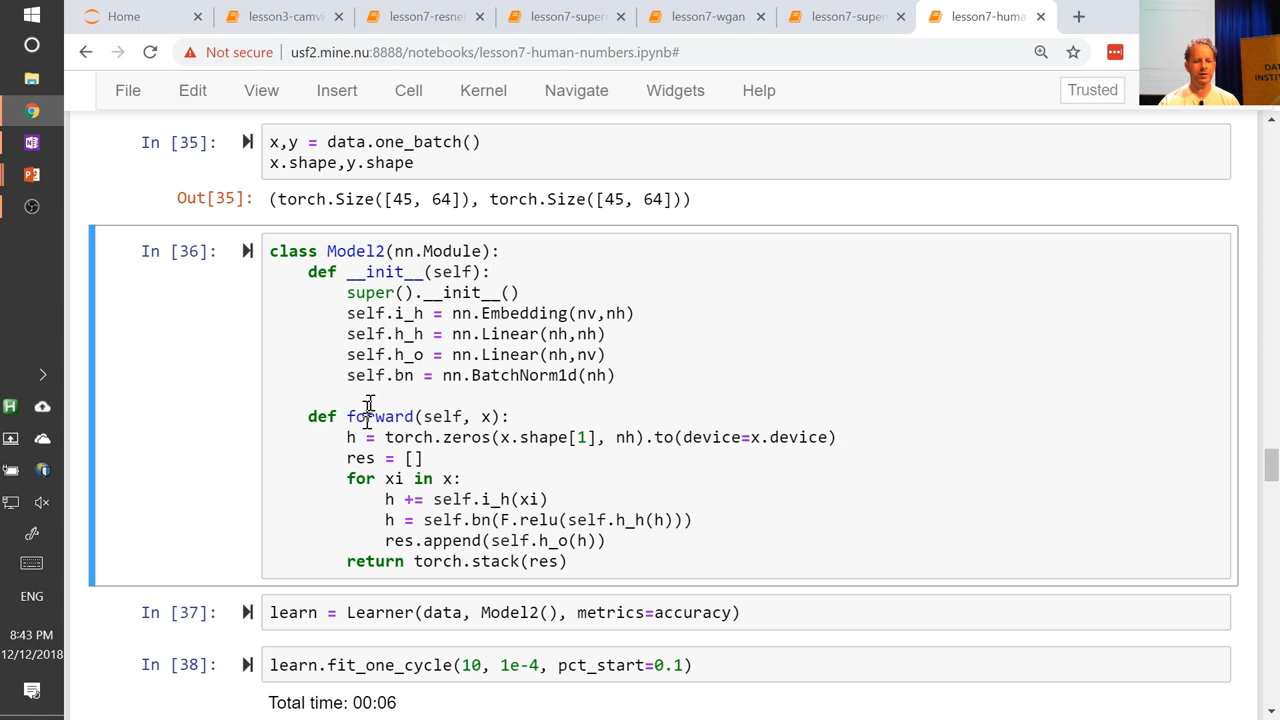 Home
lesson3-camvi
lesson7-resne
lesson7-super
lesson7-wgan
lesson7-super
lesson7-huma
Not secure | usf2.mine.nu:8888/notebooks/lesson7-human-numbers.ipynb#
File Edit View Insert Cell Kernel Navigate Widgets Help Trusted
DATA
INSTIT
In [35]: x,y = data.one_batch()
x.shape,y.shape
Out[35]: (torch.Size([45, 64]), torch.Size([45, 64]))
In [36]: class Model2(nn.Module):
def __init__(self):
super().__init__()
self.i_h = nn.Embedding(nv,nh)
self.h_h = nn.Linear(nh,nh)
self.h_o = nn.Linear(nh,nv)
self.bn = nn.BatchNorm1d(nh)
def forward(self, x):
h = torch.zeros(x.shape[1], nh).to(device=x.device)
res = []
for xi in x:
h += self.i_h(xi)
h = self.bn(F.relu(self.h_h(h)))
res.append(self.h_o(h))
return torch.stack(res)
In [37]: learn = Learner(data, Model2(), metrics=accuracy)
In [38]: learn.fit_one_cycle(10, 1e-4, pct_start=0.1)
Total time: 00:06
ENG
8:43 PM
12/12/2018